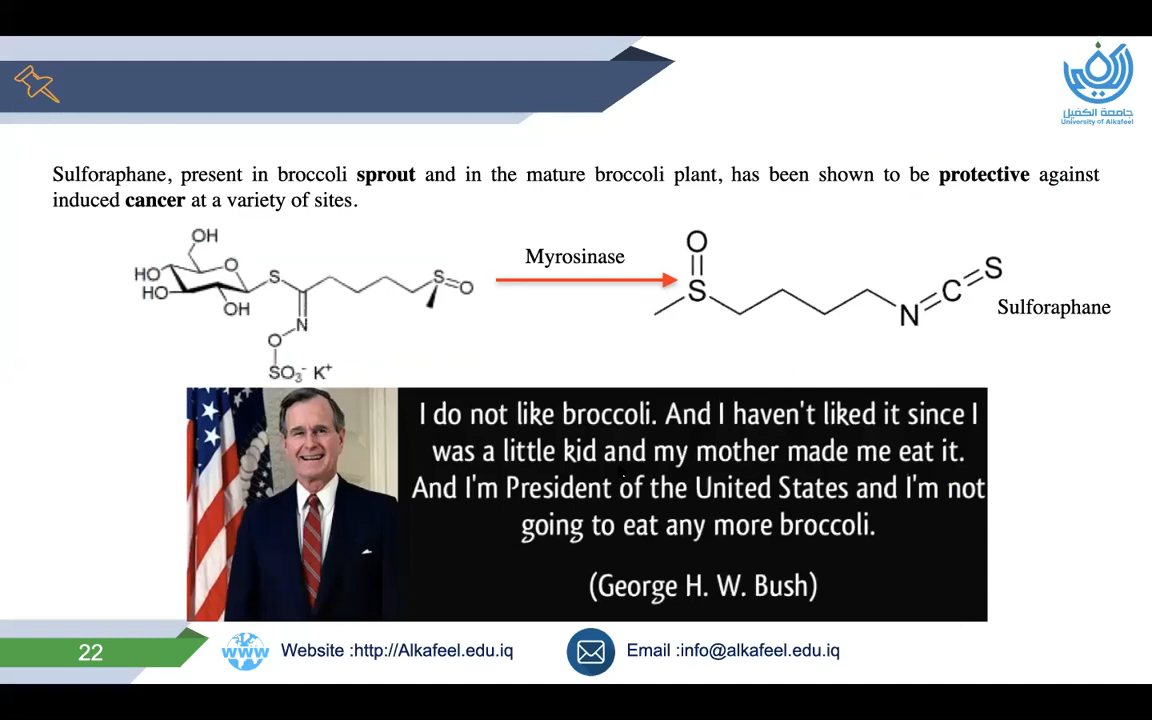 جامعة الكفيل
University of Alkafeel
Sulforaphane, present in broccoli sprout and in the mature broccoli plant, has been shown to be protective against
induced cancer at a variety of sites.
OH
HO
HO
O
OH
S
N
O
SO₃⁻ K⁺
S
O
Myrosinase
O
S
N
C
S
Sulforaphane
I do not like broccoli. And I haven't liked it since I
was a little kid and my mother made me eat it.
And I'm President of the United States and I'm not
going to eat any more broccoli.
(George H. W. Bush)
22
WWW
Website :http://Alkafeel.edu.iq
Email :info@alkafeel.edu.iq